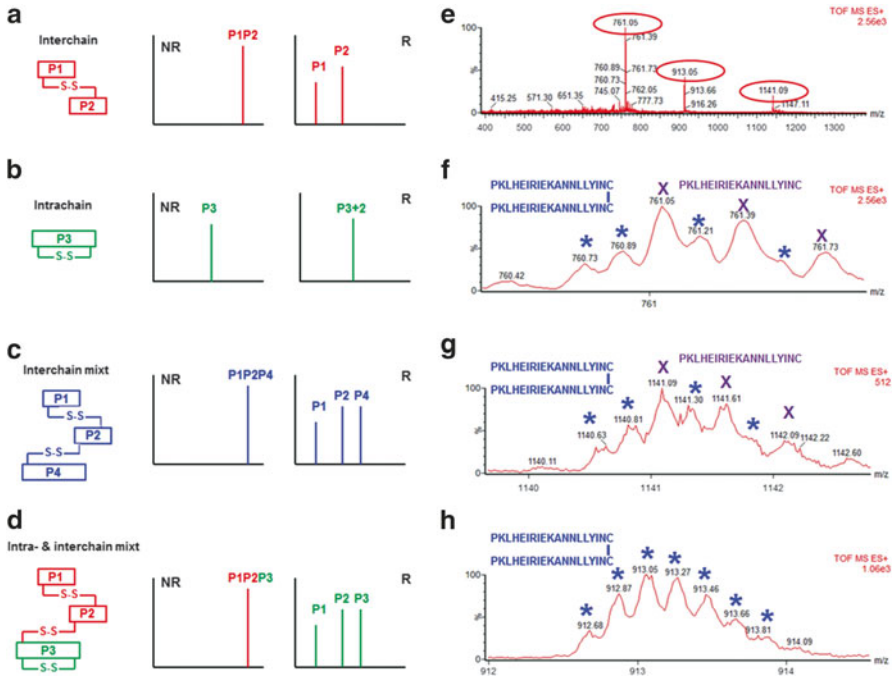 a
Interchain
P1
S-S
P2
NR
P1P2
R
P1
P2
b
Intrachain
P3
S-S
NR
P3
R
P3+2
c
Interchain mixt
P1
S-S
P2
S-S
P4
NR
P1P2P4
R
P1
P2 P4
d
Intra- & interchain mixt
P1
S-S
P2
S-S
P3
S-S
NR
P1P2P3
R
P1
P2 P3
e
TOF MS ES+
2.56e3
100
%
0
761.05
761.39
760.89
761.73
760.73
762.05
745.07
777.73
415.25
571.30
651.35
913.05
913.66
916.26
1141.09
1147.11
400 500 600 700 800 900 1000 1100 1200 1300
m/z
f
PKLHEIRIEKANNLLYINC
PKLHEIRIEKANNLLYINC
X PKLHEIRIEKANNLLYINC
TOF MS ES+
2.56e3
100
%
0
760.42
* 760.73
* 760.89
761.05
* 761.21
X 761.39
*
X 761.73
761
m/z
g
PKLHEIRIEKANNLLYINC
PKLHEIRIEKANNLLYINC
X PKLHEIRIEKANNLLYINC
TOF MS ES+
512
100
%
0
1140.11
* 1140.63
* 1140.81
1141.09
* 1141.30
X 1141.61
*
X 1142.09
1142.22
1142.60
1140 1141 1142
m/z
h
PKLHEIRIEKANNLLYINC
PKLHEIRIEKANNLLYINC
TOF MS ES+
1.06e3
100
%
0
* 912.68
* 912.87
* 913.05
* 913.27
* 913.46
* 913.66
* 913.81
914.09
912 913 914
m/z